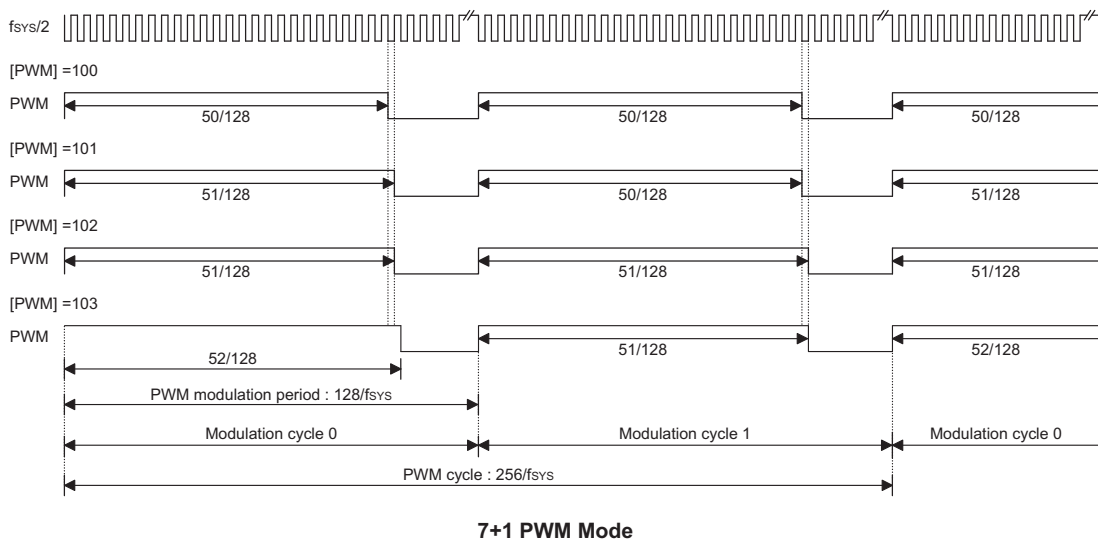 fSYS/2
[PWM] =100
PWM
50/128 50/128 50/128
[PWM] =101
PWM
51/128 50/128 51/128
[PWM] =102
PWM
51/128 51/128 51/128
[PWM] =103
PWM
52/128 51/128 52/128
PWM modulation period : 128/fSYS
Modulation cycle 0 Modulation cycle 1 Modulation cycle 0
PWM cycle : 256/fSYS
7+1 PWM Mode